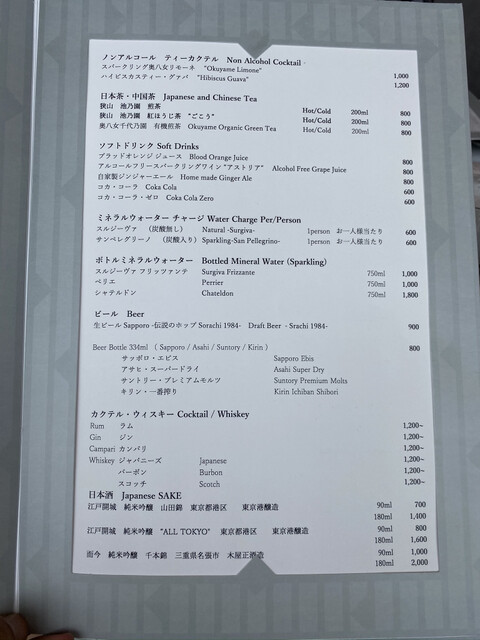 ノンアルコール　ティーカクテル　Non Alcohol Cocktail -
スパークリング奥八女リモーネ　"Okuyame Limone"　1,000
ハイビスカスティー・グァバ　"Hibiscus Guava"　1,200
日本茶・中国茶　Japanese and Chinese Tea
狭山　池乃園　煎茶　Hot/Cold　200ml　800
狭山　池乃園　紅ほうじ茶 "ごこう"　Hot/Cold　200ml　800
奥八女千代乃園　有機煎茶　Okuyame Organic Green Tea　Hot/Cold　200ml　800
ソフトドリンク Soft Drinks
ブラッドオレンジ ジュース　Blood Orange Juice　800
アルコールフリースパークリングワイン "アストリア"　Alcohol Free Grape Juice　800
自家製ジンジャーエール　Home made Ginger Ale　800
コカ・コーラ　Coka Cola　600
コカ・コーラ・ゼロ　Coka Cola Zero　600
ミネラルウォーター チャージ Water Charge Per/Person
スルジーヴァ　（炭酸無し）　Natural -Surgiva-　1person　お一人様当たり　600
サンペレグリーノ　（炭酸入り）Sparkling-San Pellegrino-　1person　お一人様当たり　600
ボトルミネラルウォーター　Bottled Mineral Water (Sparkling)
スルジーヴァ フリッツァンテ　Surgiva Frizzante　750ml　1,000
ペリエ　Perrier　750ml　1,000
シャテルドン　Chateldon　750ml　1,800
ビール　Beer
生ビール Sapporo -伝説のホップ Sorachi 1984-　Draft Beer　- Srachi 1984-　900
Beer Bottle 334ml （ Sapporo / Asahi / Suntory / Kirin ）　800
サッポロ・エビス　Sapporo Ebis
アサヒ・スーパードライ　Asahi Super Dry
サントリー・プレミアムモルツ　Suntory Premium Molts
キリン・一番搾り　Kirin Ichiban Shibori
カクテル・ウィスキー Cocktail / Whiskey
Rum　ラム　1,200~
Gin　ジン　1,200~
Campari カンパリ　1,200~
Whiskey ジャパニーズ　Japanese　1,200~
バーボン　Burbon　1,200~
スコッチ　Scotch　1,200~
日本酒　Japanese SAKE
江戸開城　純米吟醸　山田錦　東京都港区　東京港醸造　90ml　700
180ml　1,400
江戸開城　純米吟醸　"ALL TOKYO"　東京都港区　東京港醸造　90ml　800
180ml　1,600
而今　純米吟醸　千本錦　三重県名張市　木屋正酒造　90ml　1,000
180ml　2,000